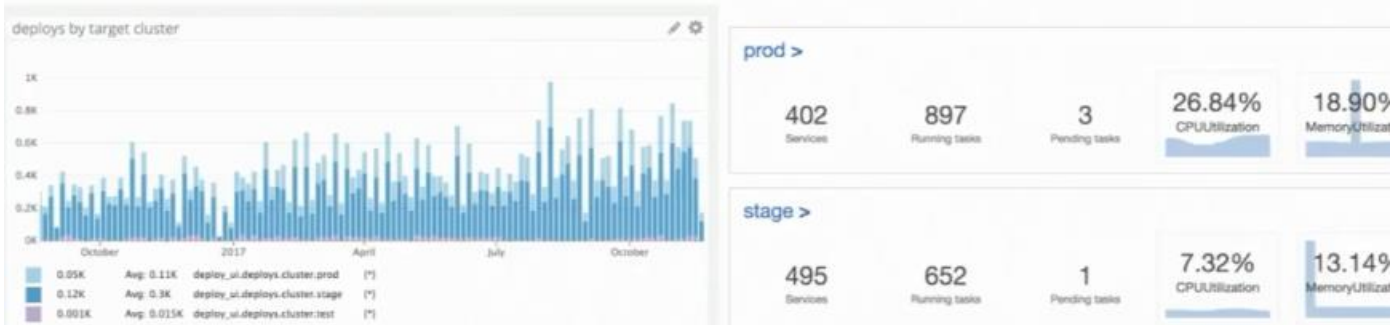 deploys by target cluster
1K
0.8K
0.6K
0.4K
0.2K
0K
October 2017 April July October
0.05K Avg: 0.11K deploy_ui.deploys.cluster.prod (*)
0.12K Avg: 0.3K deploy_ui.deploys.cluster.stage (*)
0.001K Avg: 0.015K deploy_ui.deploys.cluster:test (*)
prod >
402 897 3 26.84% 18.90%
Services Running tasks Pending tasks CPUUtilization MemoryUtilizat
stage >
495 652 1 7.32% 13.14%
Services Running tasks Pending tasks CPUUtilization MemoryUtilizat